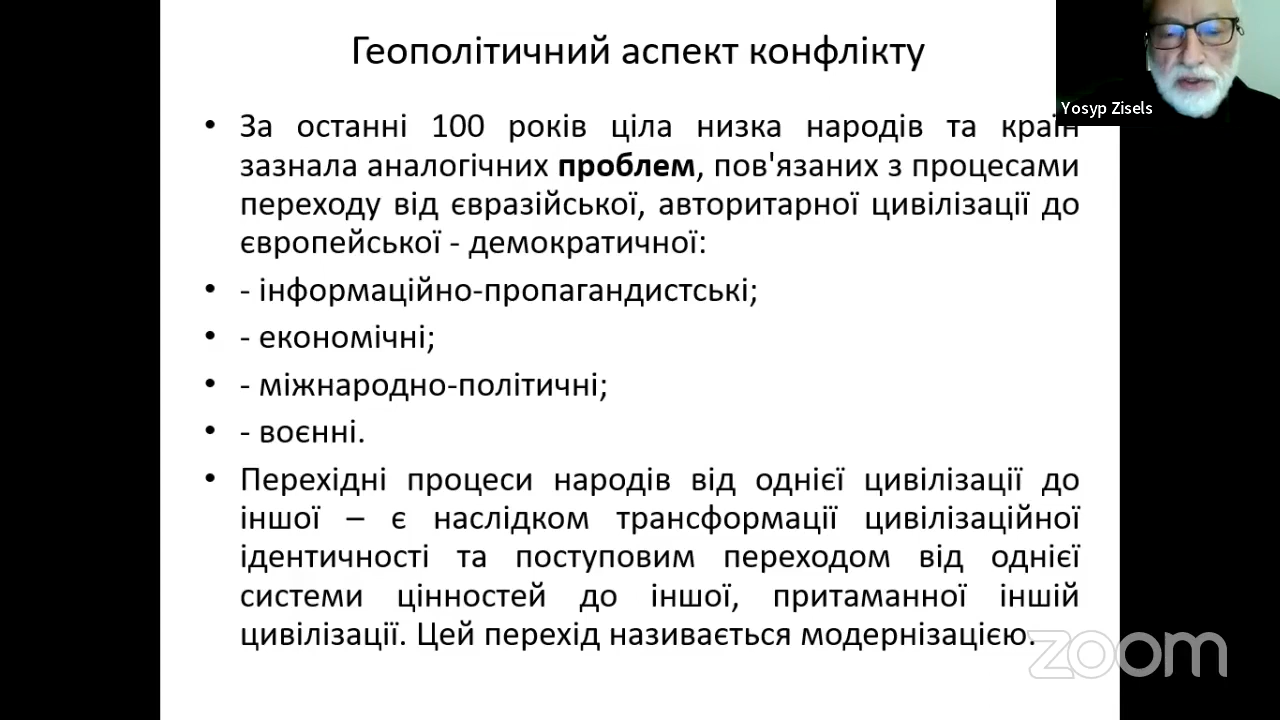 Геополітичний аспект конфлікту
Yosyp Zisels
• За останні 100 років ціла низка народів та країн
зазнала аналогічних проблем, пов'язаних з процесами
переходу від євразійської, авторитарної цивілізації до
європейської - демократичної:
• - інформаційно-пропагандистські;
• - економічні;
• - міжнародно-політичні;
• - воєнні.
• Перехідні процеси народів від однієї цивілізації до
іншої – є наслідком трансформації цивілізаційної
ідентичності та поступовим переходом від однієї
системи цінностей до іншої, притаманної іншій
цивілізації. Цей перехід називається модернізацією.
zoom